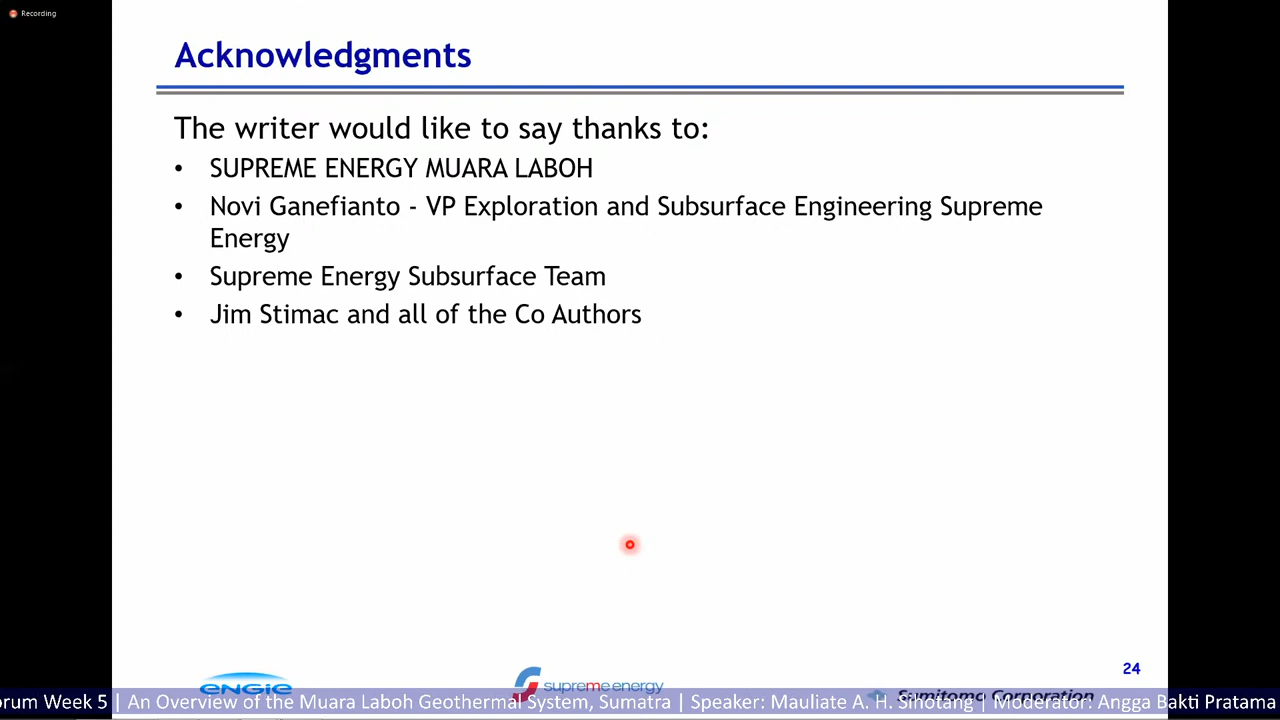 Recording
Acknowledgments
The writer would like to say thanks to:
• SUPREME ENERGY MUARA LABOH
• Novi Ganefianto - VP Exploration and Subsurface Engineering Supreme
Energy
• Supreme Energy Subsurface Team
• Jim Stimac and all of the Co Authors
24
ENGIE
supreme energy
Sumitomo Corporation
orum Week 5 | An Overview of the Muara Laboh Geothermal System, Sumatra | Speaker: Mauliate A. H. Sihotang | Moderator: Angga Bakti Pratama